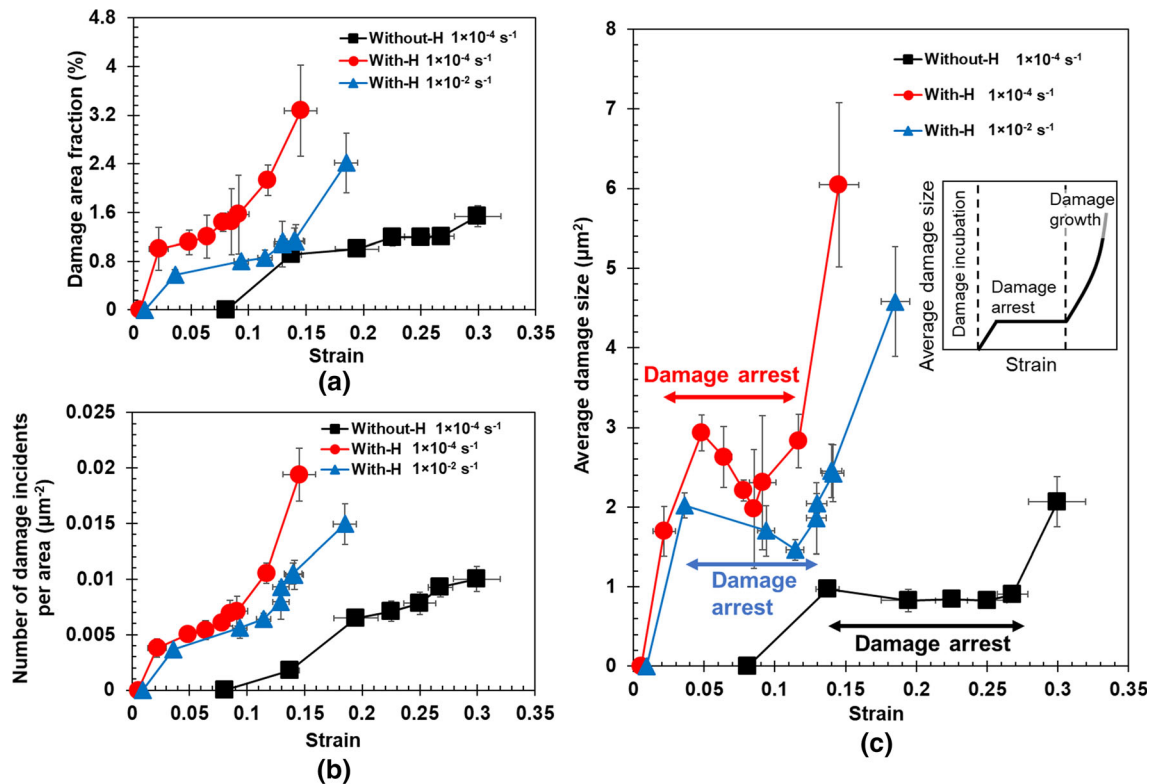 Damage area fraction (%)
4.8
4
3.2
2.4
1.6
0.8
0
Without-H 1×10⁻⁴ s⁻¹
With-H 1×10⁻⁴ s⁻¹
With-H 1×10⁻² s⁻¹
0 0.05 0.1 0.15 0.2 0.25 0.3 0.35
Strain
(a)
Number of damage incidents
per area (μm⁻²)
0.025
0.02
0.015
0.01
0.005
0
Without-H 1×10⁻⁴ s⁻¹
With-H 1×10⁻⁴ s⁻¹
With-H 1×10⁻² s⁻¹
0 0.05 0.1 0.15 0.2 0.25 0.3 0.35
Strain
(b)
Average damage size (μm²)
8
7
6
5
4
3
2
1
0
Without-H 1×10⁻⁴ s⁻¹
With-H 1×10⁻⁴ s⁻¹
With-H 1×10⁻² s⁻¹
Average damage size
Damage incubation
Damage
arrest
Damage
growth
Strain
Damage arrest
Damage
arrest
Damage arrest
0 0.05 0.1 0.15 0.2 0.25 0.3 0.35
Strain
(c)